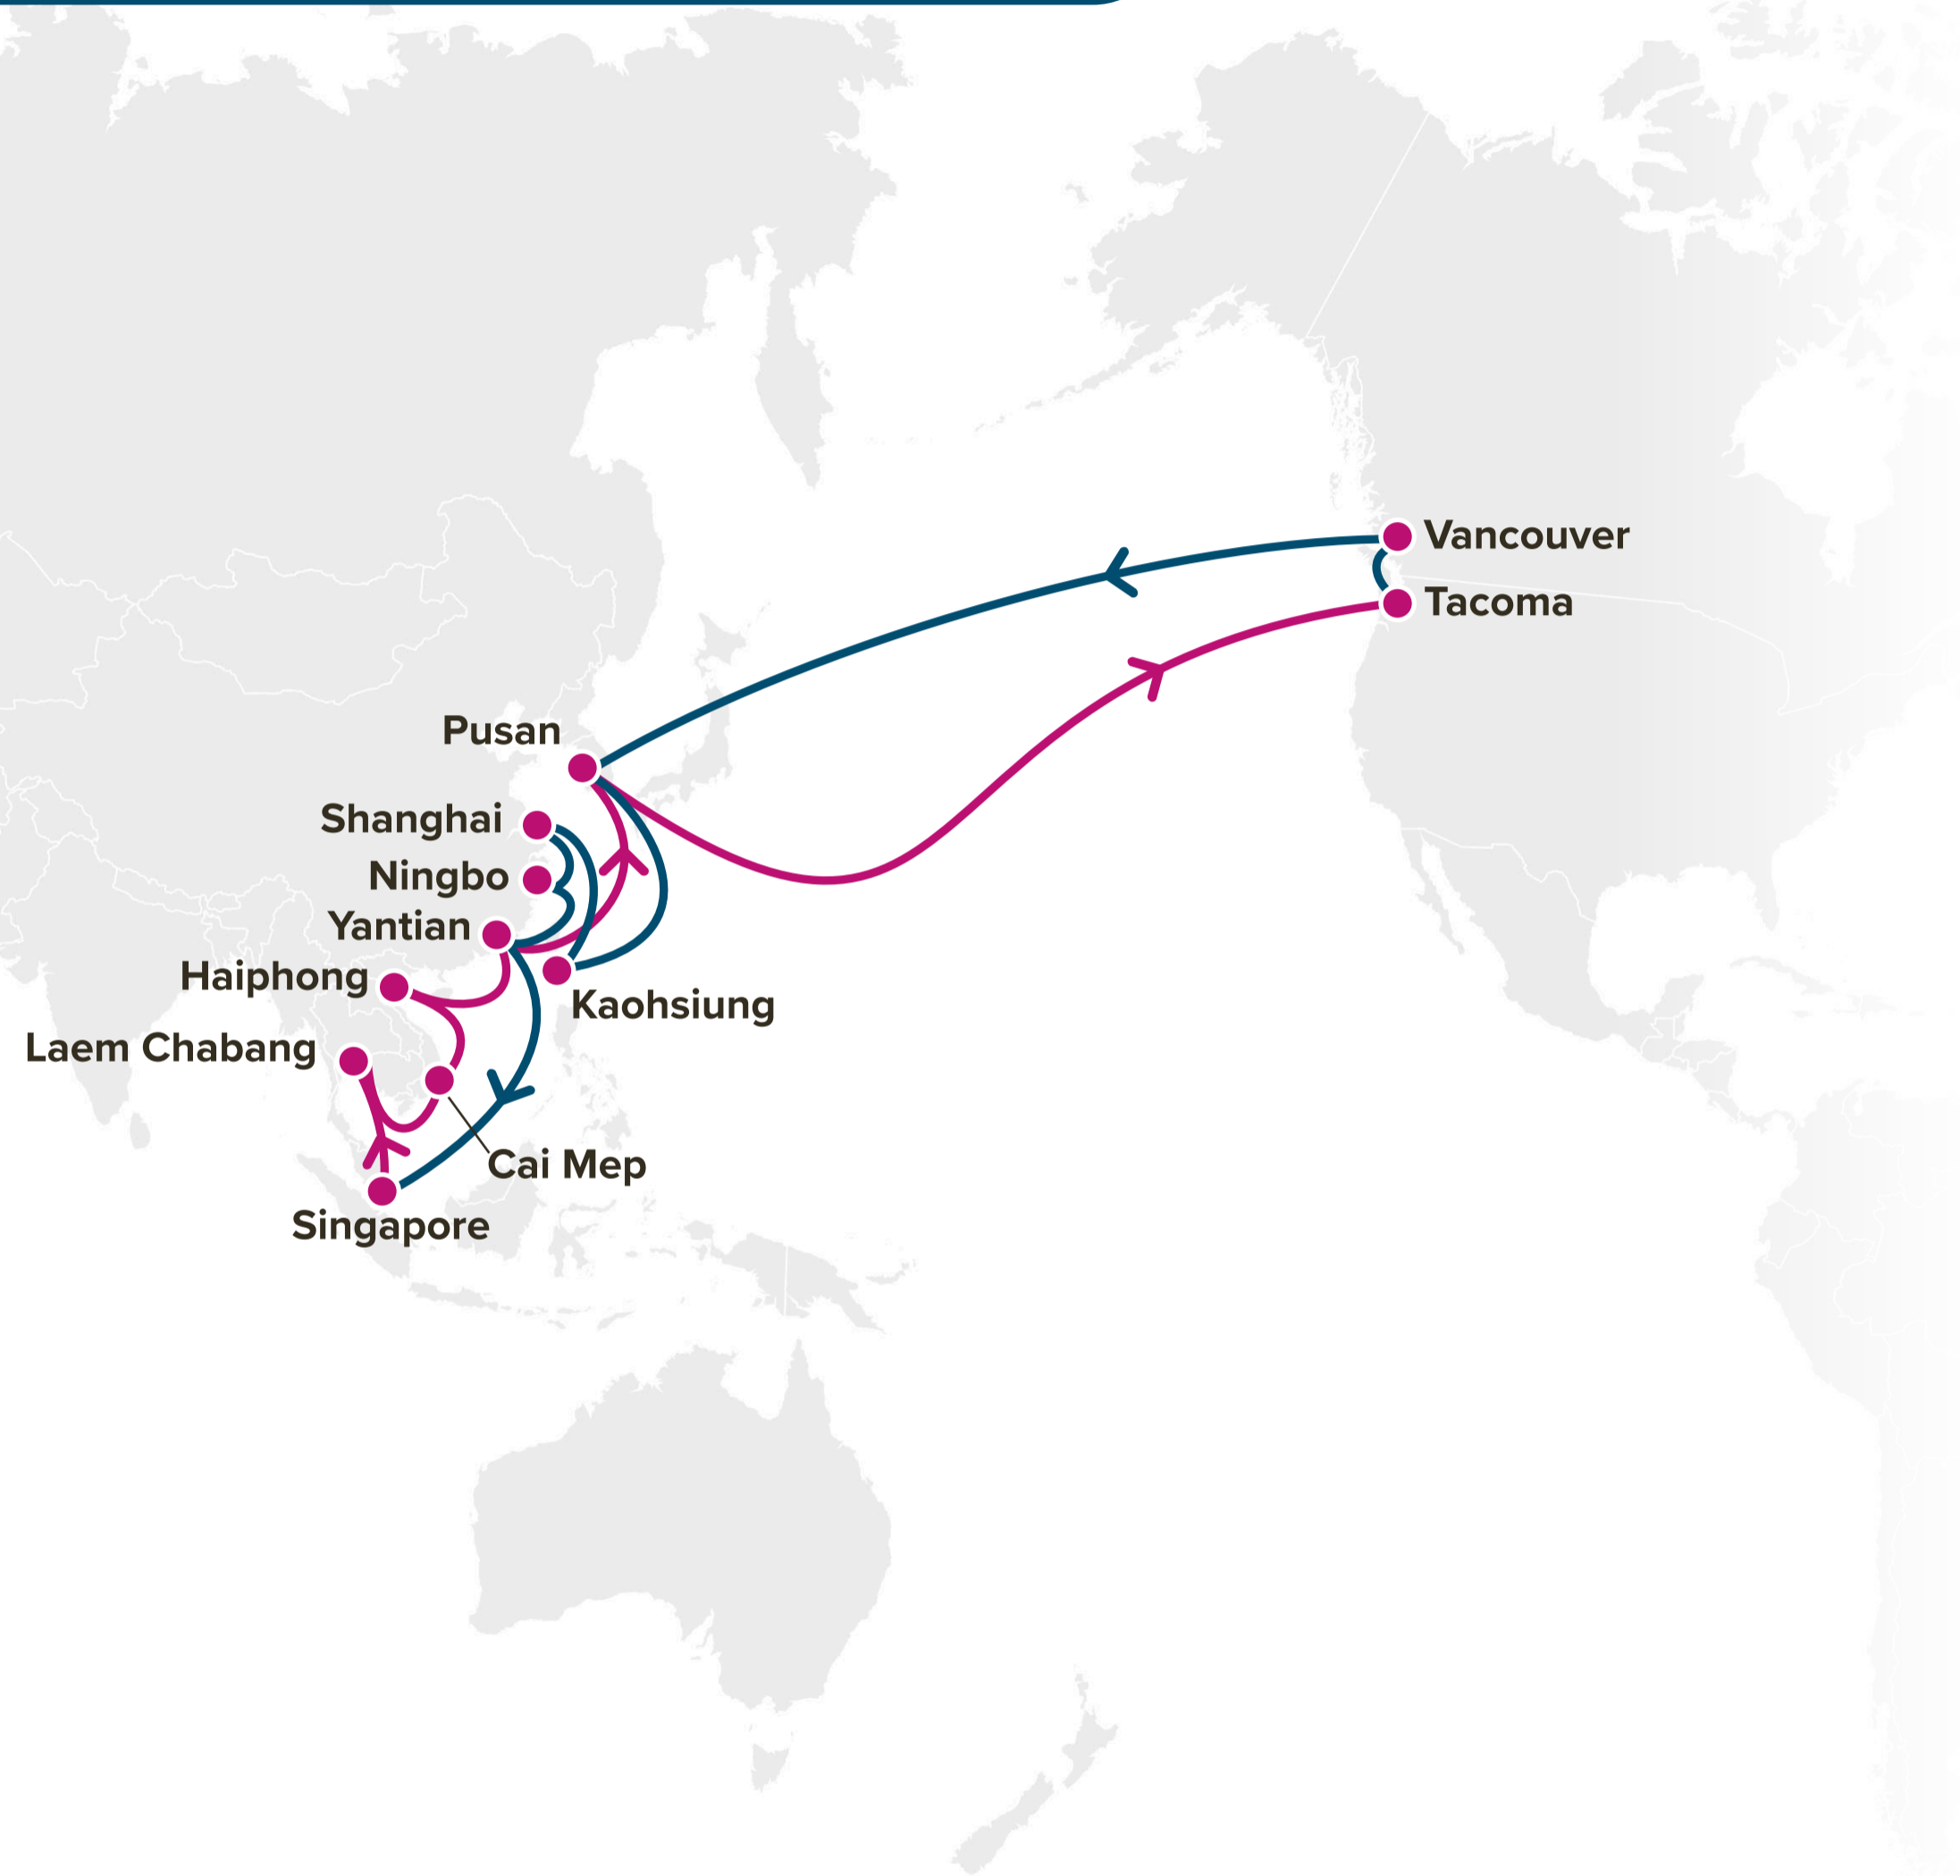 Vancouver
Tacoma
Pusan
Shanghai
Ningbo
Yantian
Haiphong
Kaohsiung
Laem Chabang
Cai Mep
Singapore